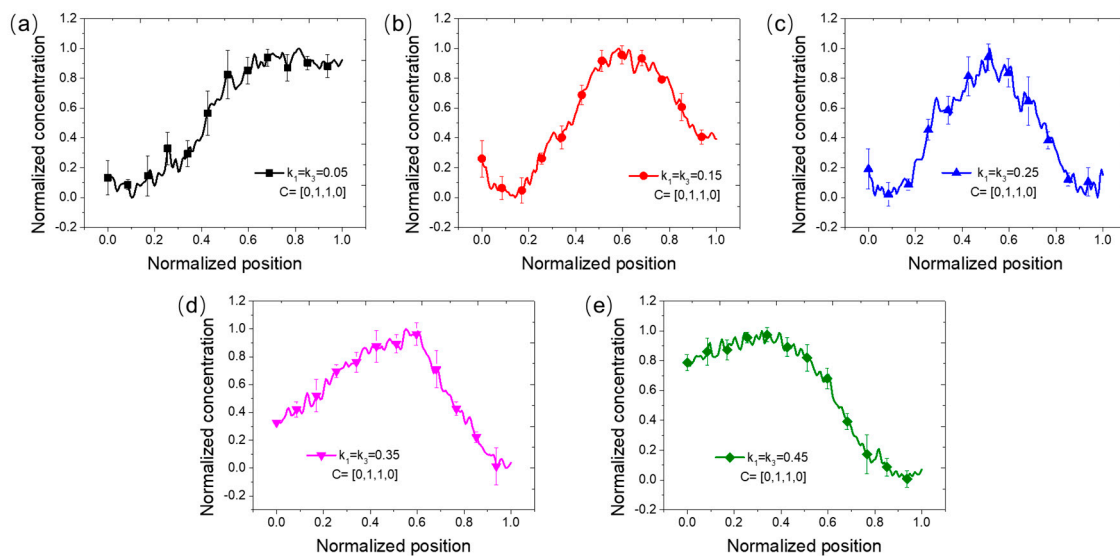 (a)
Normalized concentration
1.2
1.0
0.8
0.6
0.4
0.2
0.0
-0.2
k1=k3=0.05
C= [0,1,1,0]
0.0 0.2 0.4 0.6 0.8 1.0
Normalized position
(b)
Normalized concentration
1.2
1.0
0.8
0.6
0.4
0.2
0.0
-0.2
k1=k3=0.15
C= [0,1,1,0]
0.0 0.2 0.4 0.6 0.8 1.0
Normalized position
(c)
Normalized concentration
1.2
1.0
0.8
0.6
0.4
0.2
0.0
-0.2
k1=k3=0.25
C= [0,1,1,0]
0.0 0.2 0.4 0.6 0.8 1.0
Normalized position
(d)
Normalized concentration
1.2
1.0
0.8
0.6
0.4
0.2
0.0
-0.2
k1=k3=0.35
C= [0,1,1,0]
0.0 0.2 0.4 0.6 0.8 1.0
Normalized position
(e)
Normalized concentration
1.2
1.0
0.8
0.6
0.4
0.2
0.0
-0.2
k1=k3=0.45
C= [0,1,1,0]
0.0 0.2 0.4 0.6 0.8 1.0
Normalized position